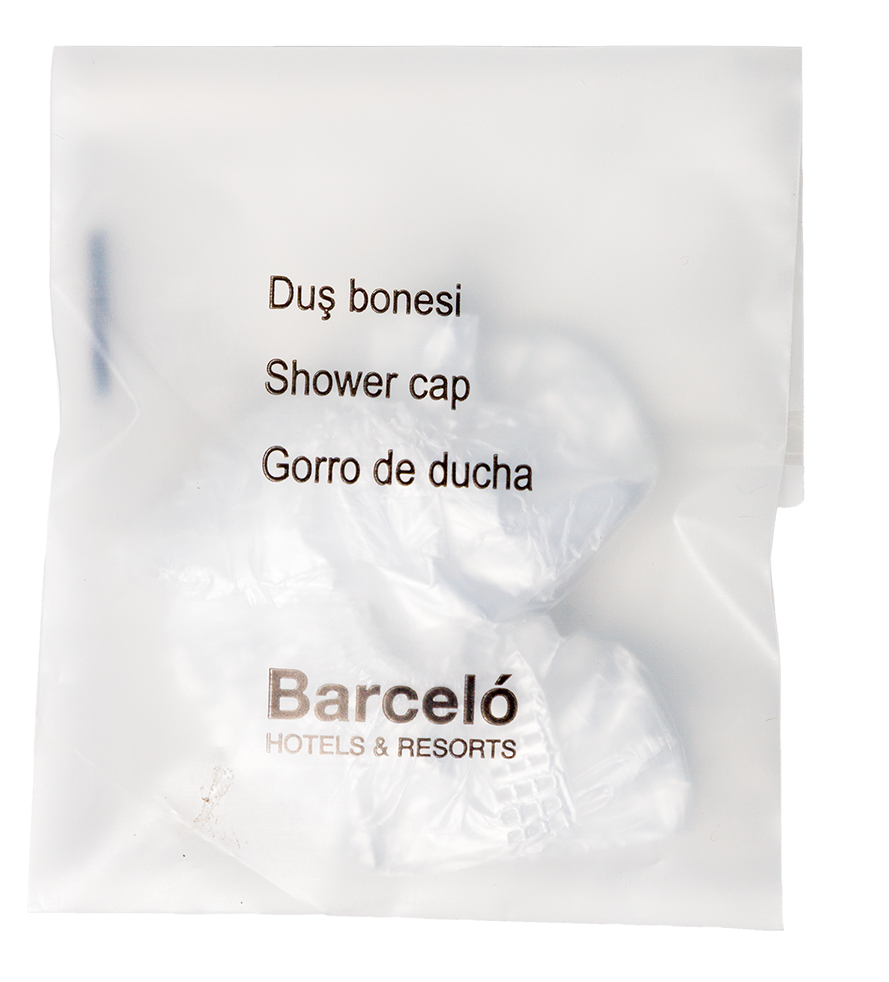 Duş bonesi
Shower cap
Gorro de ducha
Barceló
HOTELS & RESORTS